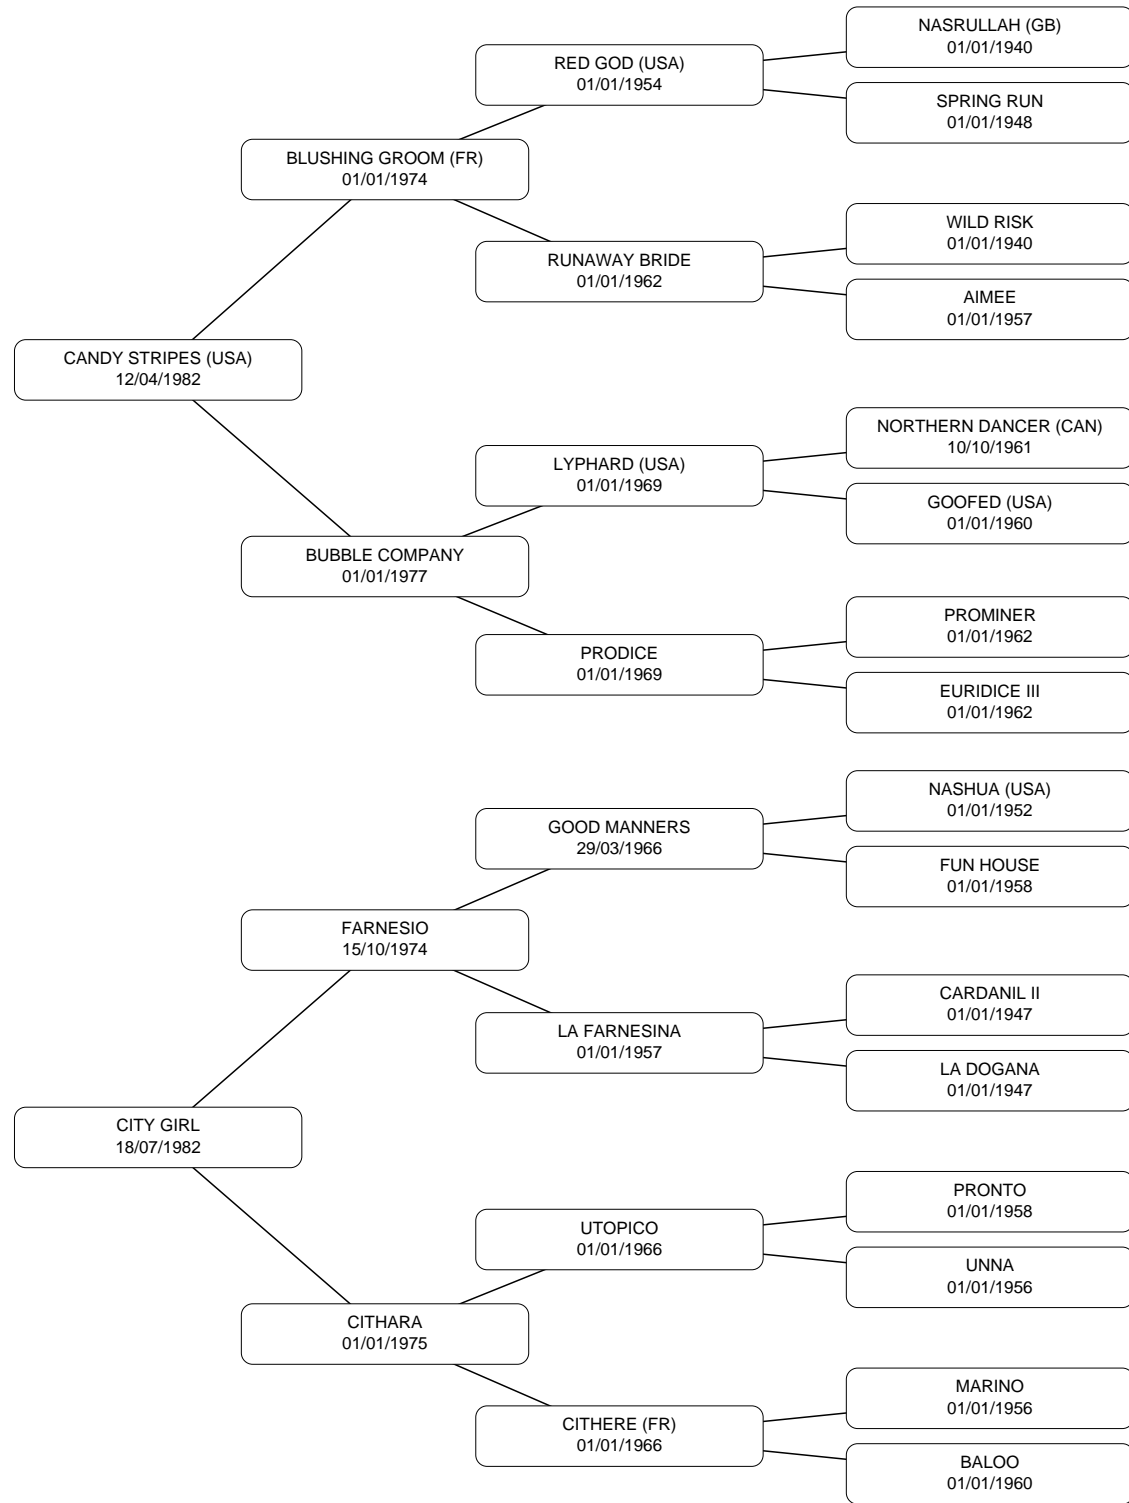 NASRULLAH (GB)
01/01/1940
RED GOD (USA)
01/01/1954
SPRING RUN
01/01/1948
BLUSHING GROOM (FR)
01/01/1974
WILD RISK
01/01/1940
RUNAWAY BRIDE
01/01/1962
AIMEE
01/01/1957
CANDY STRIPES (USA)
12/04/1982
NORTHERN DANCER (CAN)
10/10/1961
LYPHARD (USA)
01/01/1969
GOOFED (USA)
01/01/1960
BUBBLE COMPANY
01/01/1977
PROMINER
01/01/1962
PRODICE
01/01/1969
EURIDICE III
01/01/1962
NASHUA (USA)
01/01/1952
GOOD MANNERS
29/03/1966
FUN HOUSE
01/01/1958
FARNESIO
15/10/1974
CARDANIL II
01/01/1947
LA FARNESINA
01/01/1957
LA DOGANA
01/01/1947
CITY GIRL
18/07/1982
PRONTO
01/01/1958
UTOPICO
01/01/1966
UNNA
01/01/1956
CITHARA
01/01/1975
MARINO
01/01/1956
CITHERE (FR)
01/01/1966
BALOO
01/01/1960